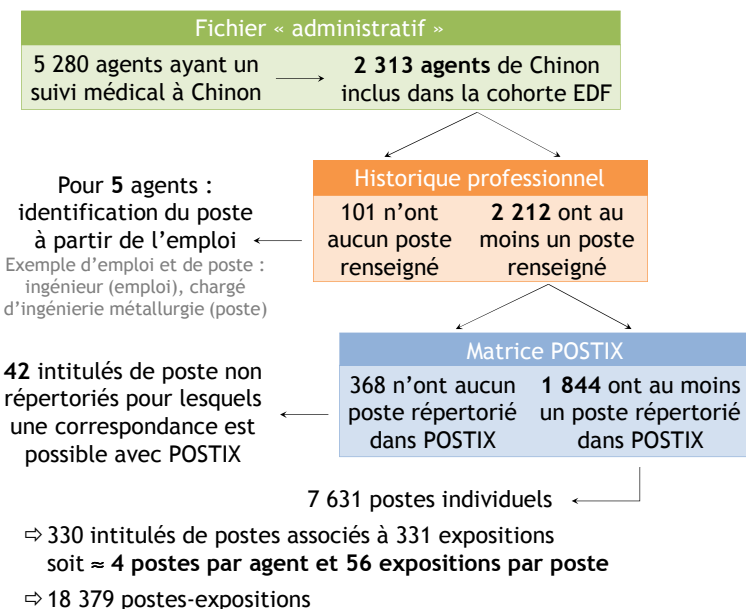 Fichier « administratif »
5 280 agents ayant un
suivi médical à Chinon
2 313 agents de Chinon
inclus dans la cohorte EDF
Historique professionnel
101 n’ont
aucun poste
renseigné
2 212 ont au
moins un poste
renseigné
Pour 5 agents :
identification du poste
à partir de l’emploi
Exemple d’emploi et de poste :
ingénieur (emploi), chargé
d’ingénierie métallurgie (poste)
Matrice POSTIX
368 n’ont aucun
poste répertorié
dans POSTIX
1 844 ont au moins
un poste répertorié
dans POSTIX
42 intitulés de poste non
répertoriés pour lesquels
une correspondance est
possible avec POSTIX
7 631 postes individuels
⇨ 330 intitulés de postes associés à 331 expositions
soit ≈ 4 postes par agent et 56 expositions par poste
⇨ 18 379 postes-expositions